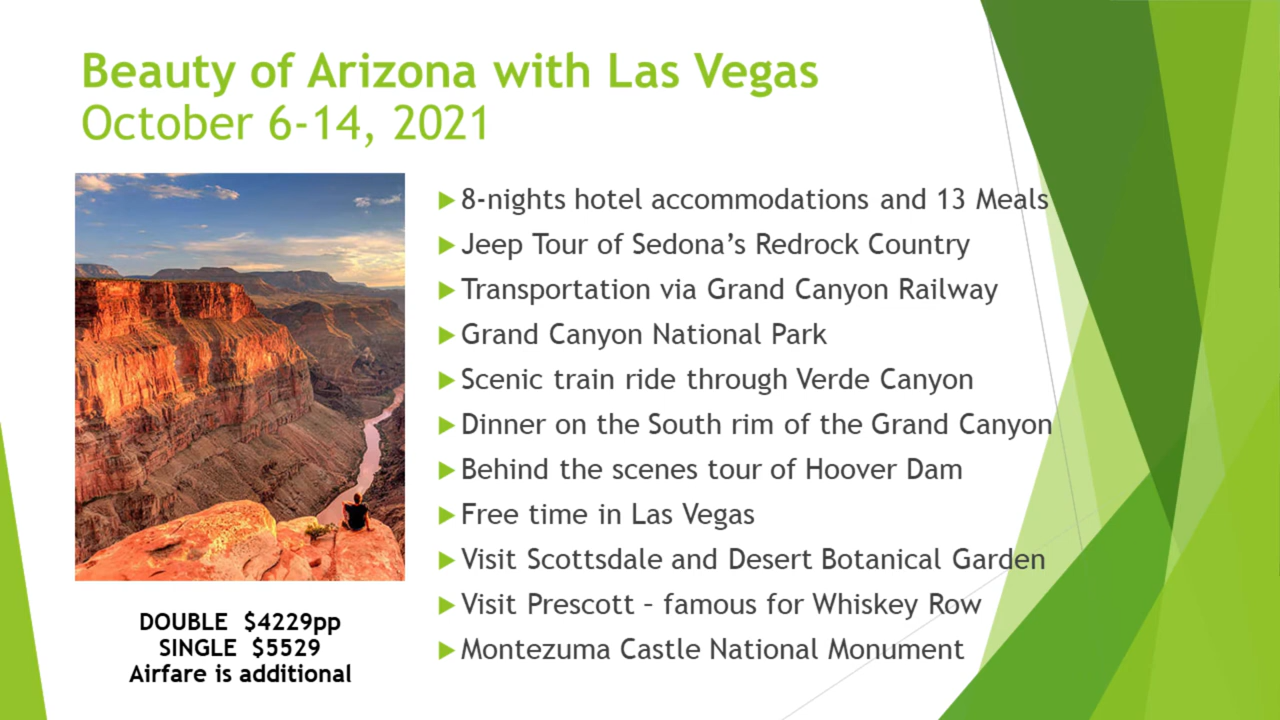 Beauty of Arizona with Las Vegas
October 6-14, 2021
8-nights hotel accommodations and 13 Meals
Jeep Tour of Sedona’s Redrock Country
Transportation via Grand Canyon Railway
Grand Canyon National Park
Scenic train ride through Verde Canyon
Dinner on the South rim of the Grand Canyon
Behind the scenes tour of Hoover Dam
Free time in Las Vegas
Visit Scottsdale and Desert Botanical Garden
Visit Prescott – famous for Whiskey Row
Montezuma Castle National Monument
DOUBLE $4229pp
SINGLE $5529
Airfare is additional